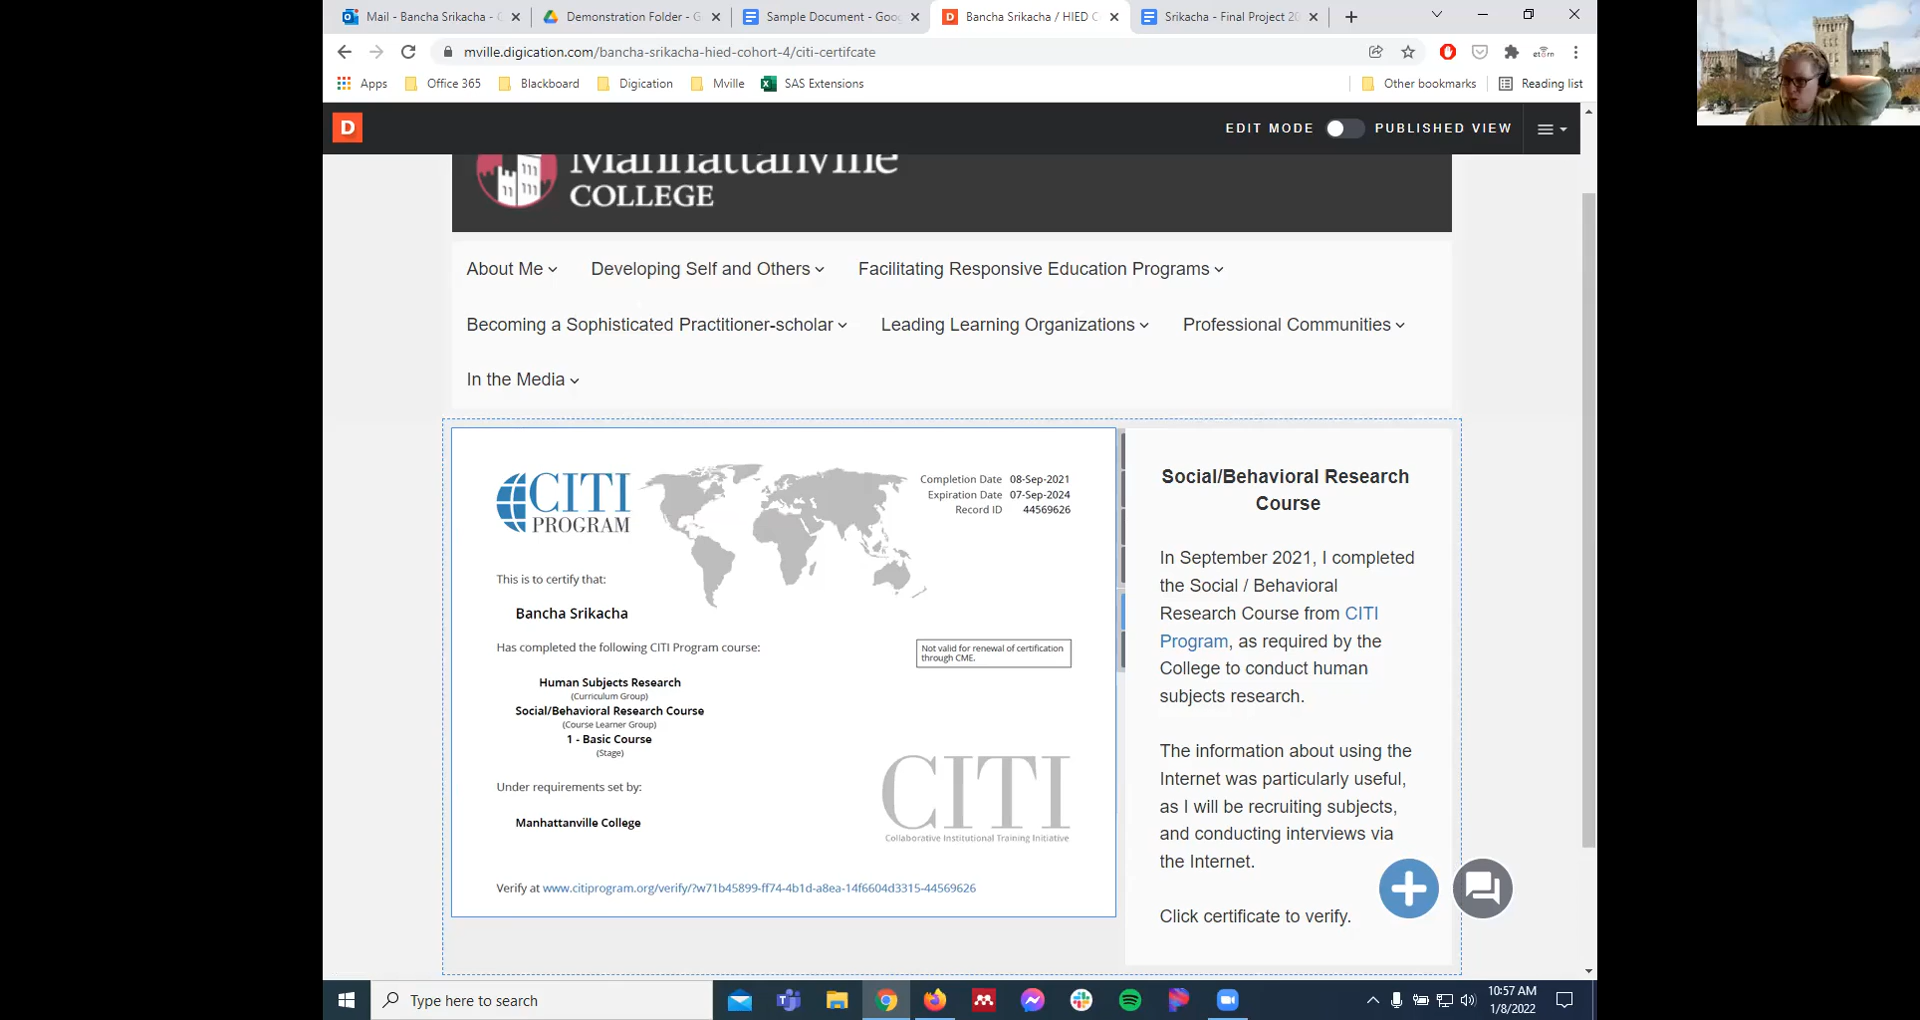 Mail - Bancha Srikacha - Demonstration Folder - G Sample Document - Goo Bancha Srikacha / HIED C Srikacha - Final Project 20
mville.digication.com/bancha-srikacha-hied-cohort-4/citi-certifcate
Apps Office 365 Blackboard Digication Mville SAS Extensions Other bookmarks Reading list
D EDIT MODE PUBLISHED VIEW
Manhattanville
COLLEGE
About Me Developing Self and Others Facilitating Responsive Education Programs
Becoming a Sophisticated Practitioner-scholar Leading Learning Organizations Professional Communities
In the Media
CITI
PROGRAM
Completion Date 08-Sep-2021
Expiration Date 07-Sep-2024
Record ID 44569626
This is to certify that:
Bancha Srikacha
Has completed the following CITI Program course:
Not valid for renewal of certification
through CME.
Human Subjects Research
(Curriculum Group)
Social/Behavioral Research Course
(Course Learner Group)
1 - Basic Course
(Stage)
Under requirements set by:
Manhattanville College
CITI
Collaborative Institutional Training Initiative
Verify at www.citiprogram.org/verify/?w71b45899-ff74-4b1d-a8ea-14f6604d3315-44569626
Social/Behavioral Research
Course
In September 2021, I completed
the Social / Behavioral
Research Course from CITI
Program, as required by the
College to conduct human
subjects research.
The information about using the
Internet was particularly useful,
as I will be recruiting subjects,
and conducting interviews via
the Internet.
Click certificate to verify.
Type here to search
10:57 AM
1/8/2022